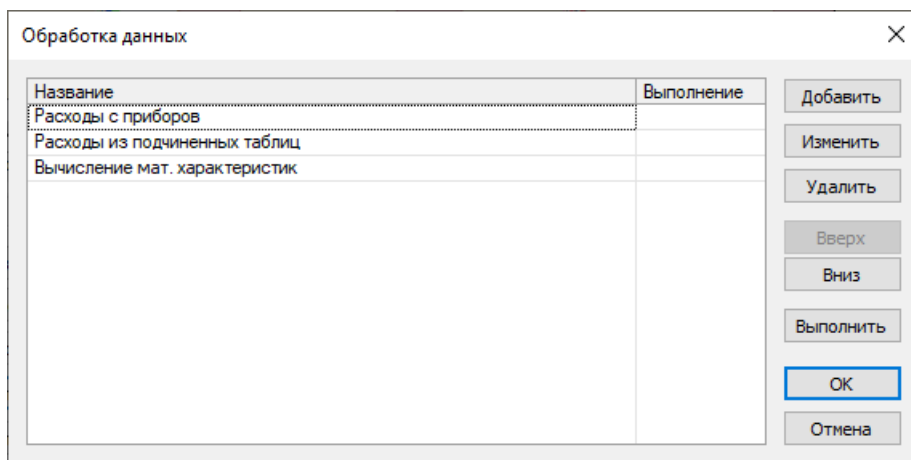 Обработка данных
Название Выполнение
Расходы с приборов
Расходы из подчиненных таблиц
Вычисление мат. характеристик
Добавить
Изменить
Удалить
Вверх
Вниз
Выполнить
ОК
Отмена